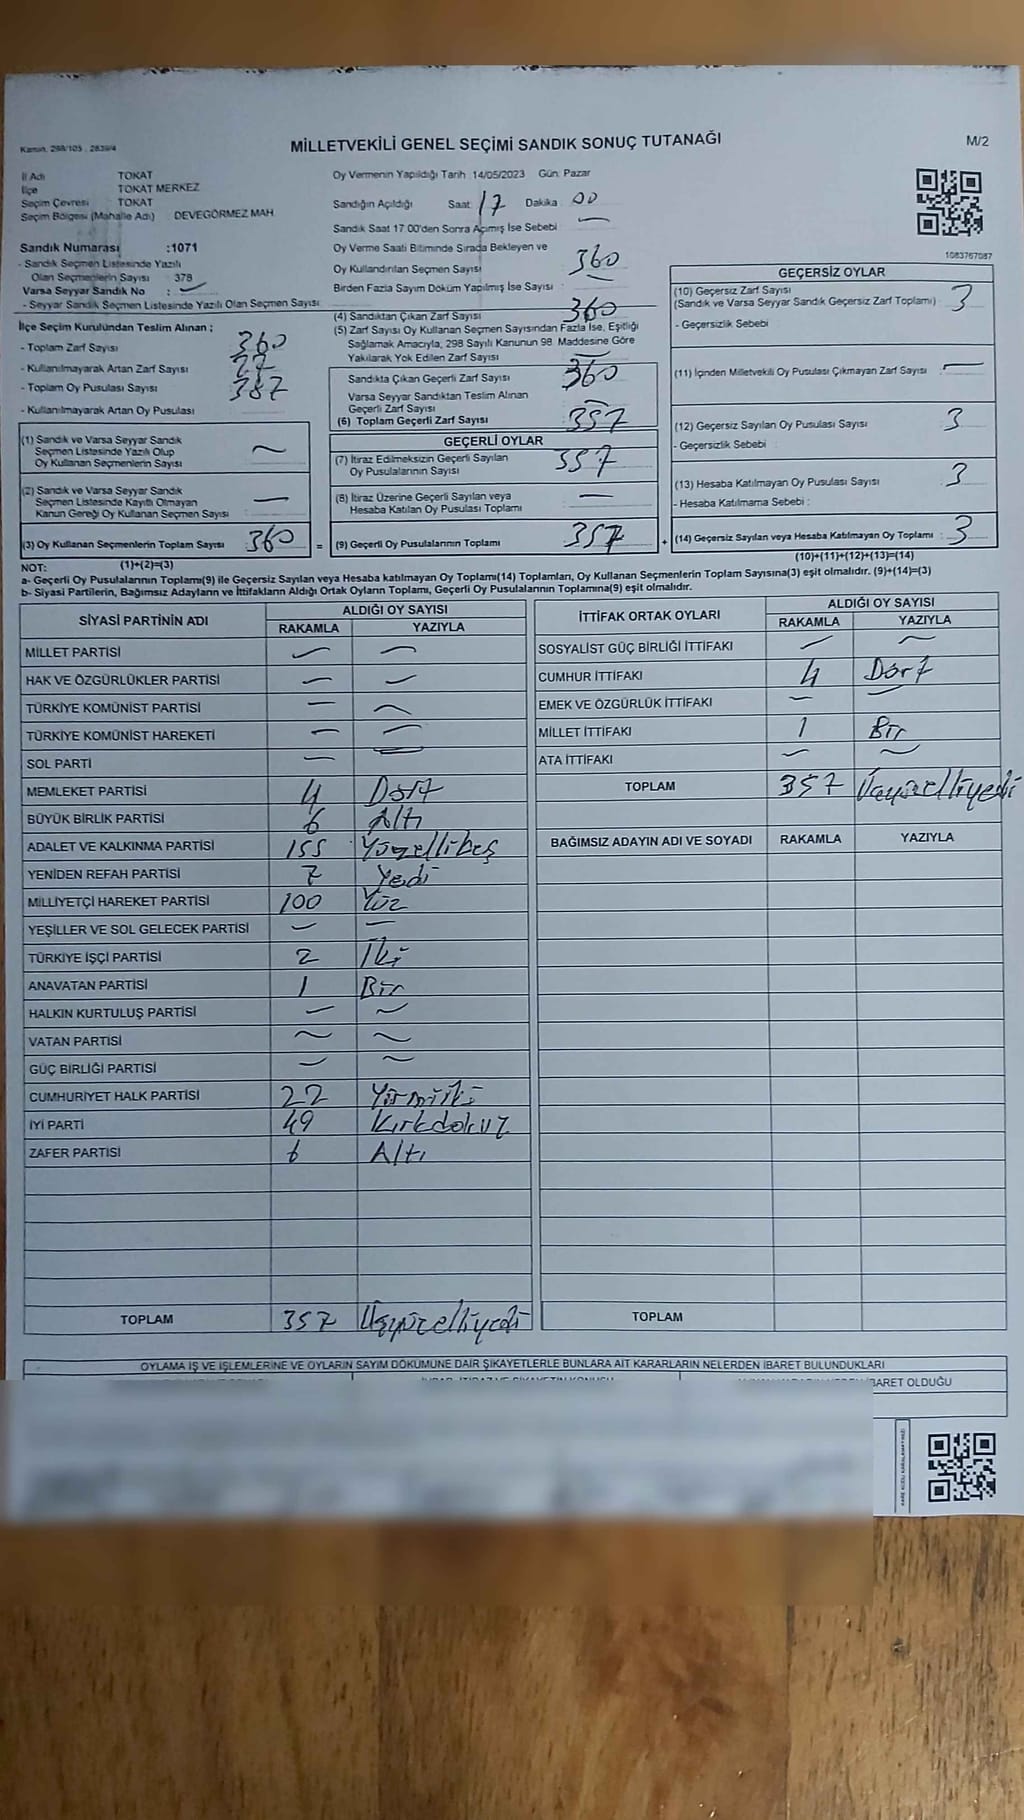 Kanun, 298/105 - 2839/4
MİLLETVEKİLİ GENEL SEÇİMİ SANDIK SONUÇ TUTANAĞI
M/2
İl Adı TOKAT
İlçe TOKAT MERKEZ
Seçim Çevresi TOKAT
Seçim Bölgesi (Mahalle Adı) DEVEGÖRMEZ MAH.
Sandık Numarası :1071
- Sandık Seçmen Listesinde Yazılı
Olan Seçmenlerin Sayısı : 378
Varsa Seyyar Sandık No : —
- Seyyar Sandık Seçmen Listesinde Yazılı Olan Seçmen Sayısı
İlçe Seçim Kurulundan Teslim Alınan ;
- Toplam Zarf Sayısı 360
- Kullanılmayarak Artan Zarf Sayısı 27
- Toplam Oy Pusulası Sayısı 387
- Kullanılmayarak Artan Oy Pusulası
(1) Sandık ve Varsa Seyyar Sandık
Seçmen Listesinde Yazılı Olup
Oy Kullanan Seçmenlerin Sayısı —
(2) Sandık ve Varsa Seyyar Sandık
Seçmen Listesinde Kayıtlı Olmayan
Kanun Gereği Oy Kullanan Seçmen Sayısı : —
(3) Oy Kullanan Seçmenlerin Toplam Sayısı 360 =
(1)+(2)=(3)
Oy Vermenin Yapıldığı Tarih :14/05/2023 Gün: Pazar
Sandığın Açıldığı Saat: 17 Dakika : 00
Sandık Saat 17.00'den Sonra Açımış İse Sebebi : —
Oy Verme Saati Bitiminde Sırada Bekleyen ve
Oy Kullandırılan Seçmen Sayısı 360
Birden Fazla Sayım Döküm Yapılmış İse Sayısı : —
(4) Sandıktan Çıkan Zarf Sayısı 360
(5) Zarf Sayısı Oy Kullanan Seçmen Sayısından Fazla İse, Eşitliği
Sağlamak Amacıyla, 298 Sayılı Kanunun 98. Maddesine Göre
Yakılarak Yok Edilen Zarf Sayısı —
Sandıkta Çıkan Geçerli Zarf Sayısı 360
Varsa Seyyar Sandıktan Teslim Alınan
Geçerli Zarf Sayısı —
(6) Toplam Geçerli Zarf Sayısı 357
GEÇERLİ OYLAR
(7) İtiraz Edilmeksizin Geçerli Sayılan
Oy Pusulalarının Sayısı 357
(8) İtiraz Üzerine Geçerli Sayılan veya
Hesaba Katılan Oy Pusulası Toplamı —
(9) Geçerli Oy Pusulalarının Toplamı 357 +
1083767087
GEÇERSİZ OYLAR
(10) Geçersiz Zarf Sayısı
(Sandık ve Varsa Seyyar Sandık Geçersiz Zarf Toplamı) 3
- Geçersizlik Sebebi
(11) İçinden Milletvekili Oy Pusulası Çıkmayan Zarf Sayısı : —
(12) Geçersiz Sayılan Oy Pusulası Sayısı 3
- Geçersizlik Sebebi :
(13) Hesaba Katılmayan Oy Pusulası Sayısı 3
- Hesaba Katılmama Sebebi :
(14) Geçersiz Sayılan veya Hesaba Katılmayan Oy Toplamı : 3
(10)+(11)+(12)+(13)=(14)
NOT:
a- Geçerli Oy Pusulalarının Toplamı(9) ile Geçersiz Sayılan veya Hesaba katılmayan Oy Toplamı(14) Toplamları, Oy Kullanan Seçmenlerin Toplam Sayısına(3) eşit olmalıdır. (9)+(14)=(3)
b- Siyasi Partilerin, Bağımsız Adayların ve İttifakların Aldığı Ortak Oyların Toplamı, Geçerli Oy Pusulalarının Toplamına(9) eşit olmalıdır.
SİYASİ PARTİNİN ADI ALDIĞI OY SAYISI
RAKAMLA YAZIYLA
MİLLET PARTİSİ — —
HAK VE ÖZGÜRLÜKLER PARTİSİ — —
TÜRKİYE KOMÜNİST PARTİSİ — —
TÜRKİYE KOMÜNİST HAREKETİ — —
SOL PARTİ — —
MEMLEKET PARTİSİ 4 Dört
BÜYÜK BİRLİK PARTİSİ 6 Altı
ADALET VE KALKINMA PARTİSİ 155 Yüzellibeş
YENİDEN REFAH PARTİSİ 7 Yedi
MİLLİYETÇİ HAREKET PARTİSİ 100 Yüz
YEŞİLLER VE SOL GELECEK PARTİSİ — —
TÜRKİYE İŞÇİ PARTİSİ 2 İki
ANAVATAN PARTİSİ 1 Bir
HALKIN KURTULUŞ PARTİSİ — —
VATAN PARTİSİ — —
GÜÇ BİRLİĞİ PARTİSİ — —
CUMHURİYET HALK PARTİSİ 22 Yirmiiki
İYİ PARTİ 49 Kırkdokuz
ZAFER PARTİSİ 6 Altı
TOPLAM 357 Üçyüzelliyedi
İTTİFAK ORTAK OYLARI ALDIĞI OY SAYISI
RAKAMLA YAZIYLA
SOSYALİST GÜÇ BİRLİĞİ İTTİFAKI — —
CUMHUR İTTİFAKI 4 Dört
EMEK VE ÖZGÜRLÜK İTTİFAKI — —
MİLLET İTTİFAKI 1 Bir
ATA İTTİFAKI — —
TOPLAM 357 Üçyüzelliyedi
BAĞIMSIZ ADAYIN ADI VE SOYADI RAKAMLA YAZIYLA
TOPLAM
OYLAMA İŞ VE İŞLEMLERİNE VE OYLARIN SAYIM DÖKÜMÜNE DAİR ŞİKAYETLERLE BUNLARA AİT KARARLARIN NELERDEN İBARET BULUNDUKLARI
İBARET OLDUĞU